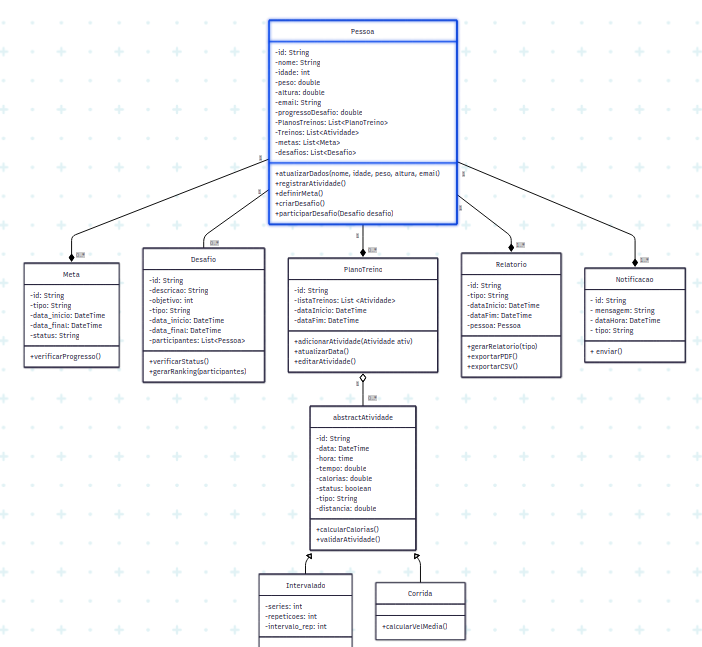 Pessoa
-id: String
-nome: String
-idade: int
-peso: double
-altura: double
-email: String
-progressoDesafio: double
-PlanosTreinos: List<PlanoTreino>
-Treinos: List<Atividade>
-metas: List<Meta>
-desafios: List<Desafio>
+atualizarDados(nome, idade, peso, altura, email)
+registrarAtividade()
+definirMeta()
+criarDesafio()
+participarDesafio(Desafio desafio)
Meta
-id: String
-tipo: String
-data_inicio: DateTime
-data_final: DateTime
-status: String
+verificarProgresso()
Desafio
-id: String
-descricao: String
-objetivo: int
-tipo: String
-data_inicio: DateTime
-data_final: DateTime
-participantes: List<Pessoa>
+verificarStatus()
+gerarRanking(participantes)
PlanoTreino
-id: String
-listaTreinos: List <Atividade>
-dataInicio: DateTime
-dataFim: DateTime
+adicionarAtividade(Atividade ativ)
+atualizarData()
+editarAtividade()
Relatorio
-id: String
-tipo: String
-dataInicio: DateTime
-dataFim: DateTime
-pessoa: Pessoa
+gerarRelatorio(tipo)
+exportarPDF()
+exportarCSV()
Notificacao
- id: String
- mensagem: String
- dataHora: DateTime
- tipo: String
+ enviar()
abstractAtividade
-id: String
-data: DateTime
-hora: time
-tempo: double
-calorias: double
-status: boolean
-tipo: String
-distancia: double
+calcularCalorias()
+validarAtividade()
Intervalado
-series: int
-repeticoes: int
-intervalo_rep: int
Corrida
+calcularVelMedia()